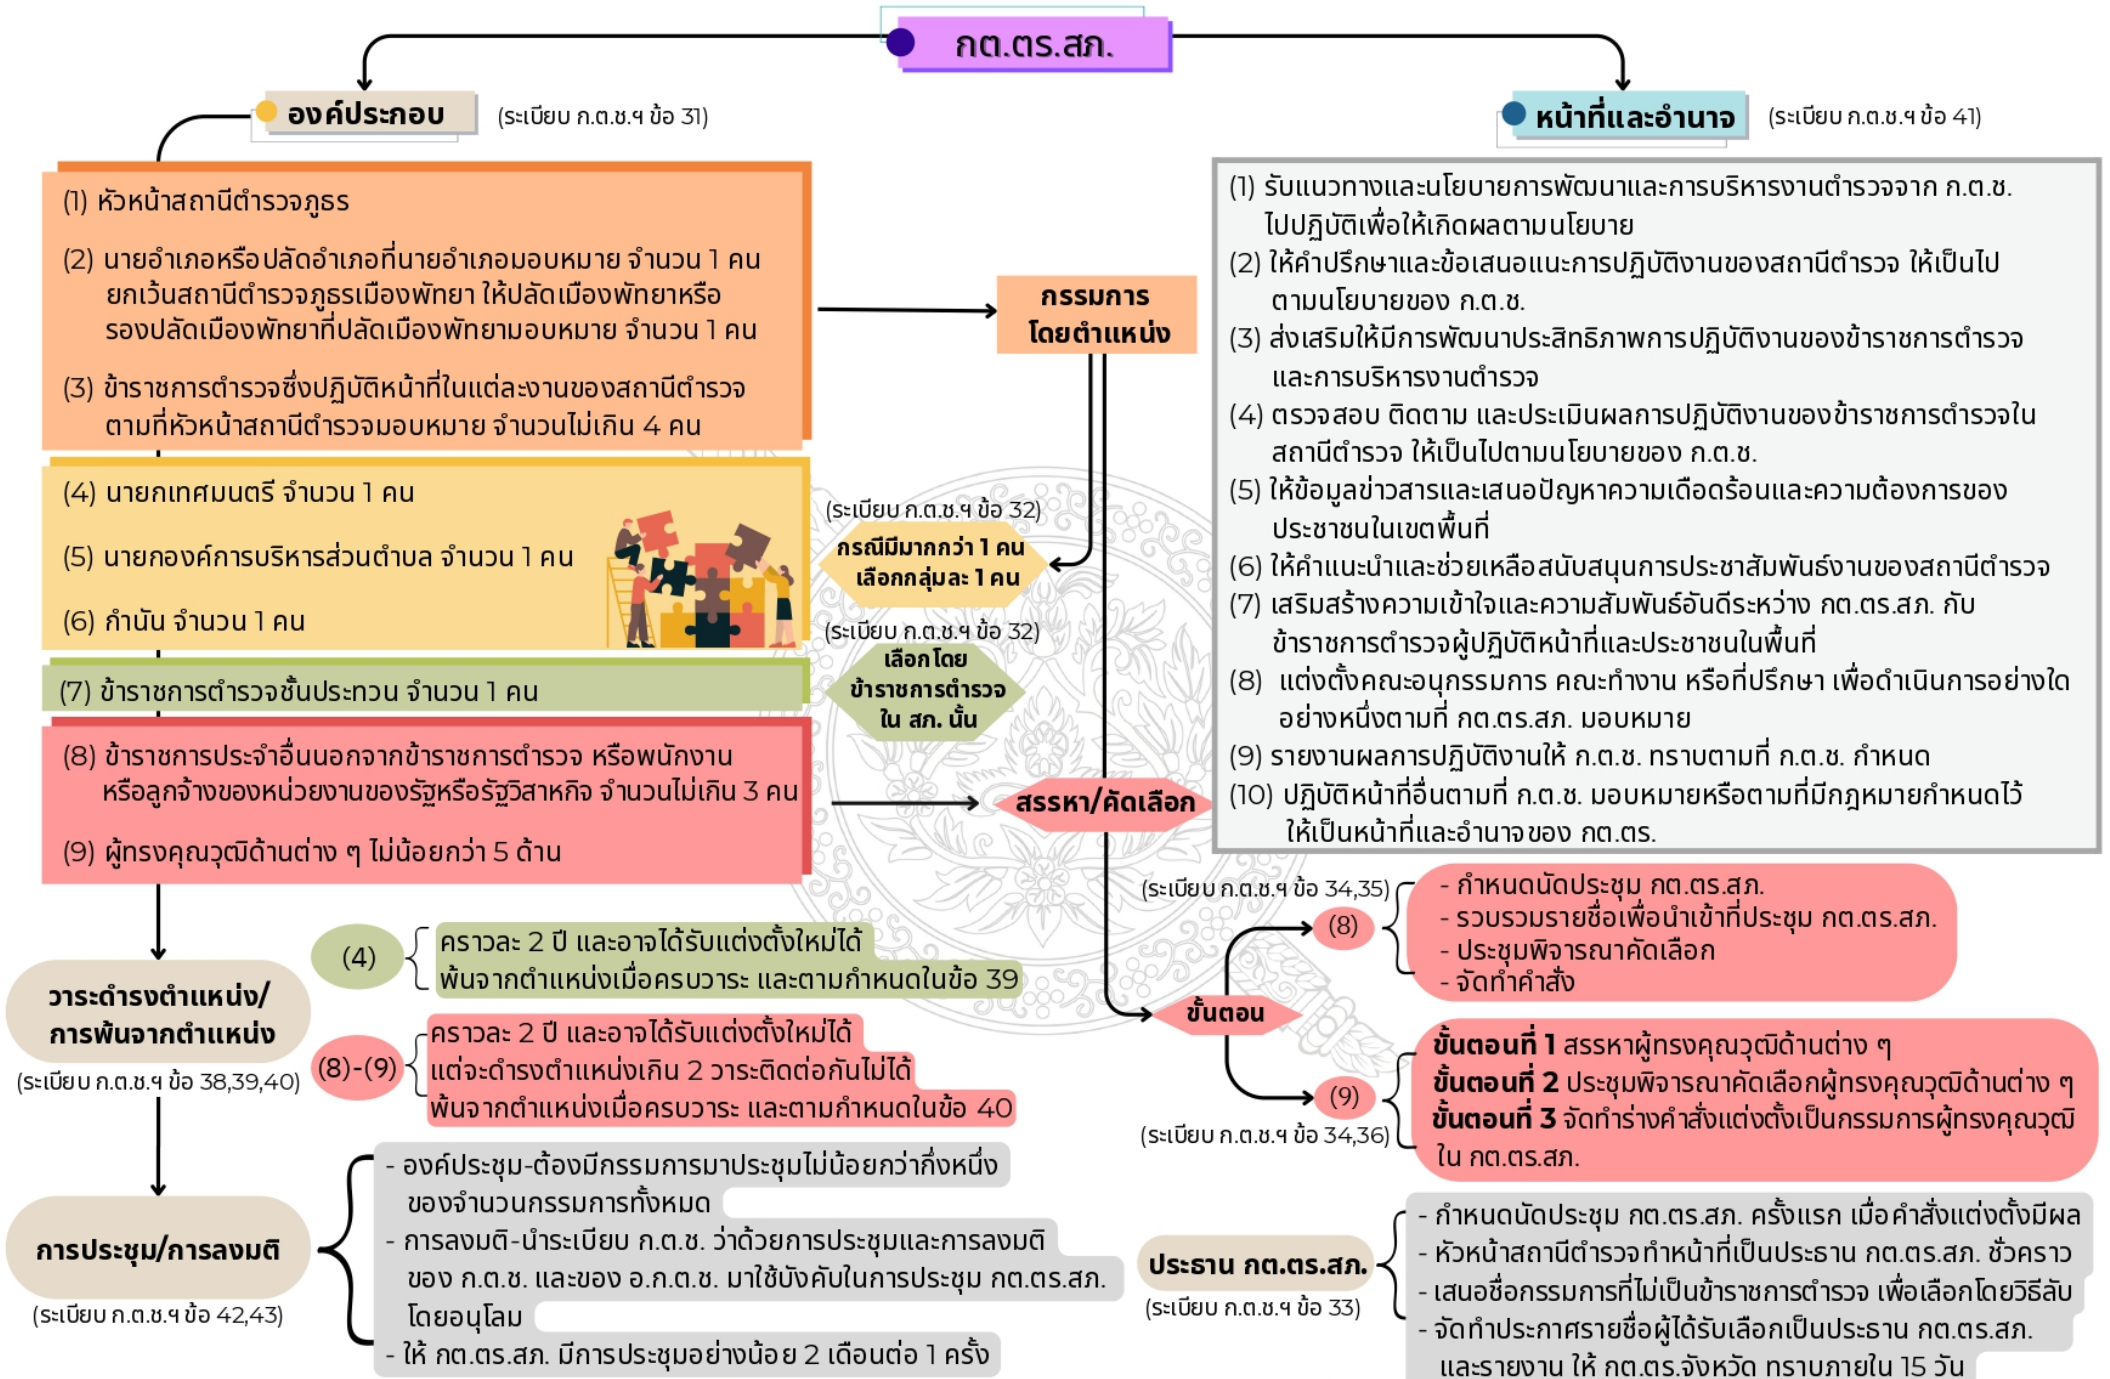 กต.ตร.สภ.
องค์ประกอบ
(ระเบียบ ก.ต.ช.ฯ ข้อ 31)
(1) หัวหน้าสถานีตำรวจภูธร
(2) นายอำเภอหรือปลัดอำเภอที่นายอำเภอมอบหมาย จำนวน 1 คน
ยกเว้นสถานีตำรวจภูธรเมืองพัทยา ให้ปลัดเมืองพัทยาหรือ
รองปลัดเมืองพัทยาที่ปลัดเมืองพัทยามอบหมาย จำนวน 1 คน
(3) ข้าราชการตำรวจซึ่งปฏิบัติหน้าที่ในแต่ละงานของสถานีตำรวจ
ตามที่หัวหน้าสถานีตำรวจมอบหมาย จำนวนไม่เกิน 4 คน
(4) นายกเทศมนตรี จำนวน 1 คน
(5) นายกองค์การบริหารส่วนตำบล จำนวน 1 คน
(6) กำนัน จำนวน 1 คน
(7) ข้าราชการตำรวจชั้นประทวน จำนวน 1 คน
(8) ข้าราชการประจำอื่นนอกจากข้าราชการตำรวจ หรือพนักงาน
หรือลูกจ้างของหน่วยงานของรัฐหรือรัฐวิสาหกิจ จำนวนไม่เกิน 3 คน
(9) ผู้ทรงคุณวุฒิด้านต่าง ๆ ไม่น้อยกว่า 5 ด้าน
กรรมการ
โดยตำแหน่ง
(ระเบียบ ก.ต.ช.ฯ ข้อ 32)
กรณีมีมากกว่า 1 คน
เลือกกลุ่มละ 1 คน
(ระเบียบ ก.ต.ช.ฯ ข้อ 32)
เลือกโดย
ข้าราชการตำรวจ
ใน สภ. นั้น
สรรหา/คัดเลือก
หน้าที่และอำนาจ
(ระเบียบ ก.ต.ช.ฯ ข้อ 41)
(1) รับแนวทางและนโยบายการพัฒนาและการบริหารงานตำรวจจาก ก.ต.ช.
ไปปฏิบัติเพื่อให้เกิดผลตามนโยบาย
(2) ให้คำปรึกษาและข้อเสนอแนะการปฏิบัติงานของสถานีตำรวจ ให้เป็นไป
ตามนโยบายของ ก.ต.ช.
(3) ส่งเสริมให้มีการพัฒนาประสิทธิภาพการปฏิบัติงานของข้าราชการตำรวจ
และการบริหารงานตำรวจ
(4) ตรวจสอบ ติดตาม และประเมินผลการปฏิบัติงานของข้าราชการตำรวจใน
สถานีตำรวจ ให้เป็นไปตามนโยบายของ ก.ต.ช.
(5) ให้ข้อมูลข่าวสารและเสนอปัญหาความเดือดร้อนและความต้องการของ
ประชาชนในเขตพื้นที่
(6) ให้คำแนะนำและช่วยเหลือสนับสนุนการประชาสัมพันธ์งานของสถานีตำรวจ
(7) เสริมสร้างความเข้าใจและความสัมพันธ์อันดีระหว่าง กต.ตร.สภ. กับ
ข้าราชการตำรวจผู้ปฏิบัติหน้าที่และประชาชนในพื้นที่
(8) แต่งตั้งคณะอนุกรรมการ คณะทำงาน หรือที่ปรึกษา เพื่อดำเนินการอย่างใด
อย่างหนึ่งตามที่ กต.ตร.สภ. มอบหมาย
(9) รายงานผลการปฏิบัติงานให้ ก.ต.ช. ทราบตามที่ ก.ต.ช. กำหนด
(10) ปฏิบัติหน้าที่อื่นตามที่ ก.ต.ช. มอบหมายหรือตามที่มีกฎหมายกำหนดไว้
ให้เป็นหน้าที่และอำนาจของ กต.ตร.
วาระดำรงตำแหน่ง/
การพ้นจากตำแหน่ง
(ระเบียบ ก.ต.ช.ฯ ข้อ 38,39,40)
(4)
คราวละ 2 ปี และอาจได้รับแต่งตั้งใหม่ได้
พ้นจากตำแหน่งเมื่อครบวาระ และตามกำหนดในข้อ 39
(8)-(9)
คราวละ 2 ปี และอาจได้รับแต่งตั้งใหม่ได้
แต่จะดำรงตำแหน่งเกิน 2 วาระติดต่อกันไม่ได้
พ้นจากตำแหน่งเมื่อครบวาระ และตามกำหนดในข้อ 40
ขั้นตอน
(ระเบียบ ก.ต.ช.ฯ ข้อ 34,35)
(8)
- กำหนดนัดประชุม กต.ตร.สภ.
- รวบรวมรายชื่อเพื่อนำเข้าที่ประชุม กต.ตร.สภ.
- ประชุมพิจารณาคัดเลือก
- จัดทำคำสั่ง
(9)
(ระเบียบ ก.ต.ช.ฯ ข้อ 34,36)
ขั้นตอนที่ 1 สรรหาผู้ทรงคุณวุฒิด้านต่าง ๆ
ขั้นตอนที่ 2 ประชุมพิจารณาคัดเลือกผู้ทรงคุณวุฒิด้านต่าง ๆ
ขั้นตอนที่ 3 จัดทำร่างคำสั่งแต่งตั้งเป็นกรรมการผู้ทรงคุณวุฒิ
ใน กต.ตร.สภ.
การประชุม/การลงมติ
(ระเบียบ ก.ต.ช.ฯ ข้อ 42,43)
- องค์ประชุม-ต้องมีกรรมการมาประชุมไม่น้อยกว่ากึ่งหนึ่ง
ของจำนวนกรรมการทั้งหมด
- การลงมติ-นำระเบียบ ก.ต.ช. ว่าด้วยการประชุมและการลงมติ
ของ ก.ต.ช. และของ อ.ก.ต.ช. มาใช้บังคับในการประชุม กต.ตร.สภ.
โดยอนุโลม
- ให้ กต.ตร.สภ. มีการประชุมอย่างน้อย 2 เดือนต่อ 1 ครั้ง
ประธาน กต.ตร.สภ.
(ระเบียบ ก.ต.ช.ฯ ข้อ 33)
- กำหนดนัดประชุม กต.ตร.สภ. ครั้งแรก เมื่อคำสั่งแต่งตั้งมีผล
- หัวหน้าสถานีตำรวจทำหน้าที่เป็นประธาน กต.ตร.สภ. ชั่วคราว
- เสนอชื่อกรรมการที่ไม่เป็นข้าราชการตำรวจ เพื่อเลือกโดยวิธีลับ
- จัดทำประกาศรายชื่อผู้ได้รับเลือกเป็นประธาน กต.ตร.สภ.
และรายงาน ให้ กต.ตร.จังหวัด ทราบภายใน 15 วัน